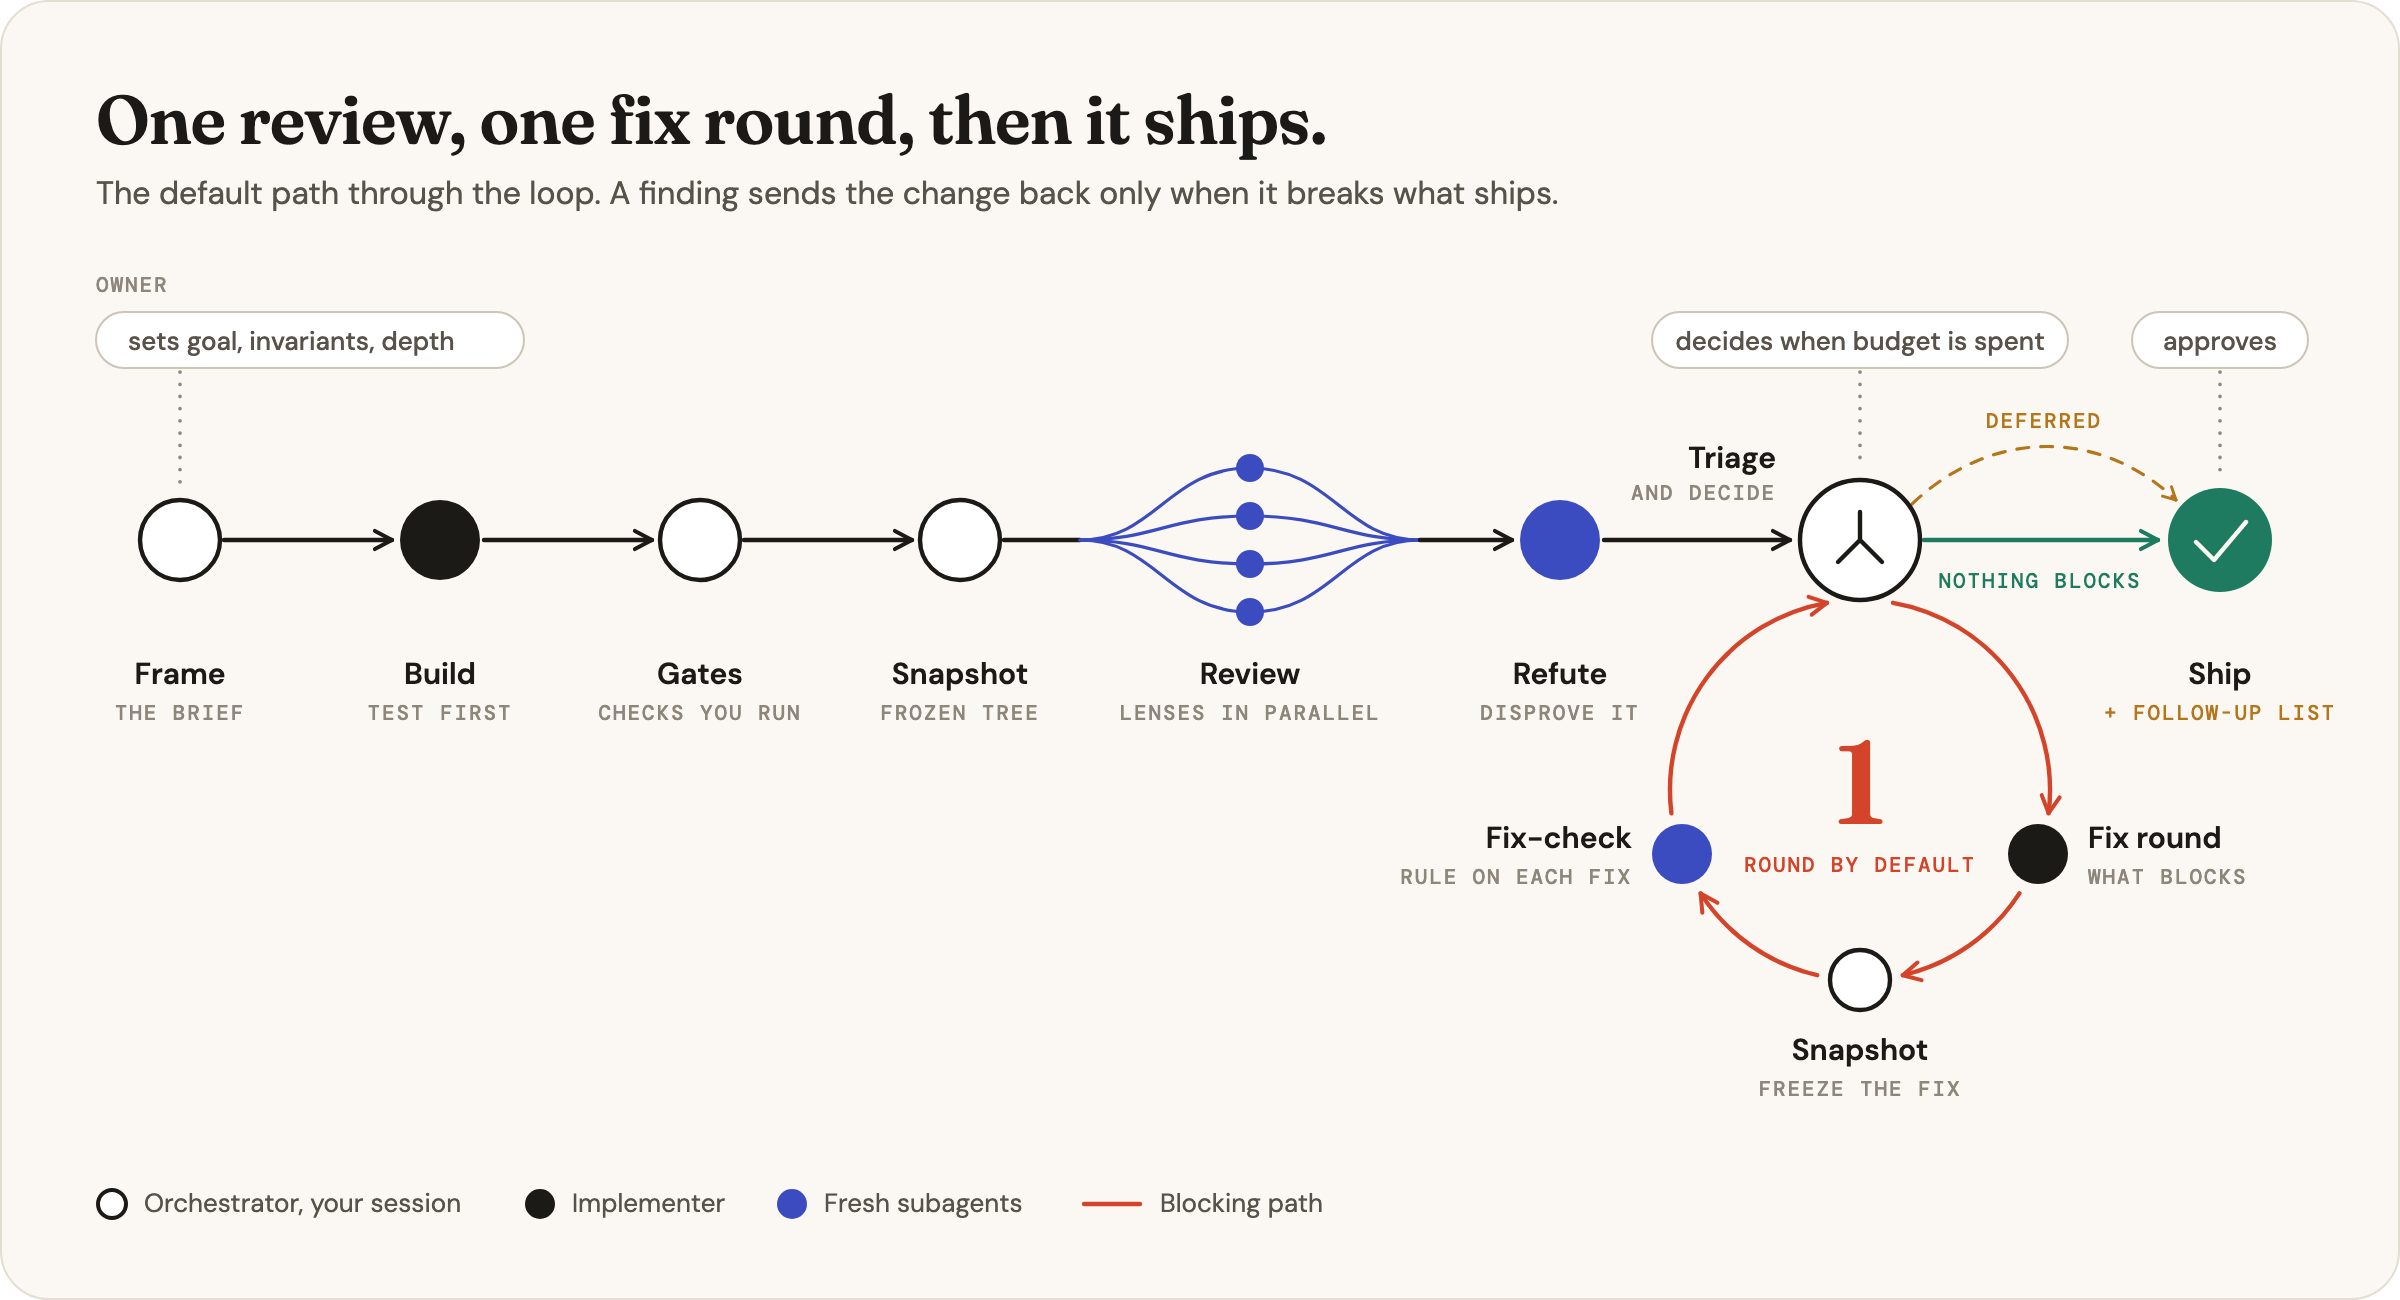 One review, one fix round, then it ships.
The default path through the loop. A finding sends the change back only when it breaks what ships.
OWNER
sets goal, invariants, depth
decides when budget is spent
approves
DEFERRED
Triage
AND DECIDE
NOTHING BLOCKS
Frame
THE BRIEF
Build
TEST FIRST
Gates
CHECKS YOU RUN
Snapshot
FROZEN TREE
Review
LENSES IN PARALLEL
Refute
DISPROVE IT
Ship
+ FOLLOW-UP LIST
1
ROUND BY DEFAULT
Fix-check
RULE ON EACH FIX
Fix round
WHAT BLOCKS
Snapshot
FREEZE THE FIX
Orchestrator, your session
Implementer
Fresh subagents
Blocking path